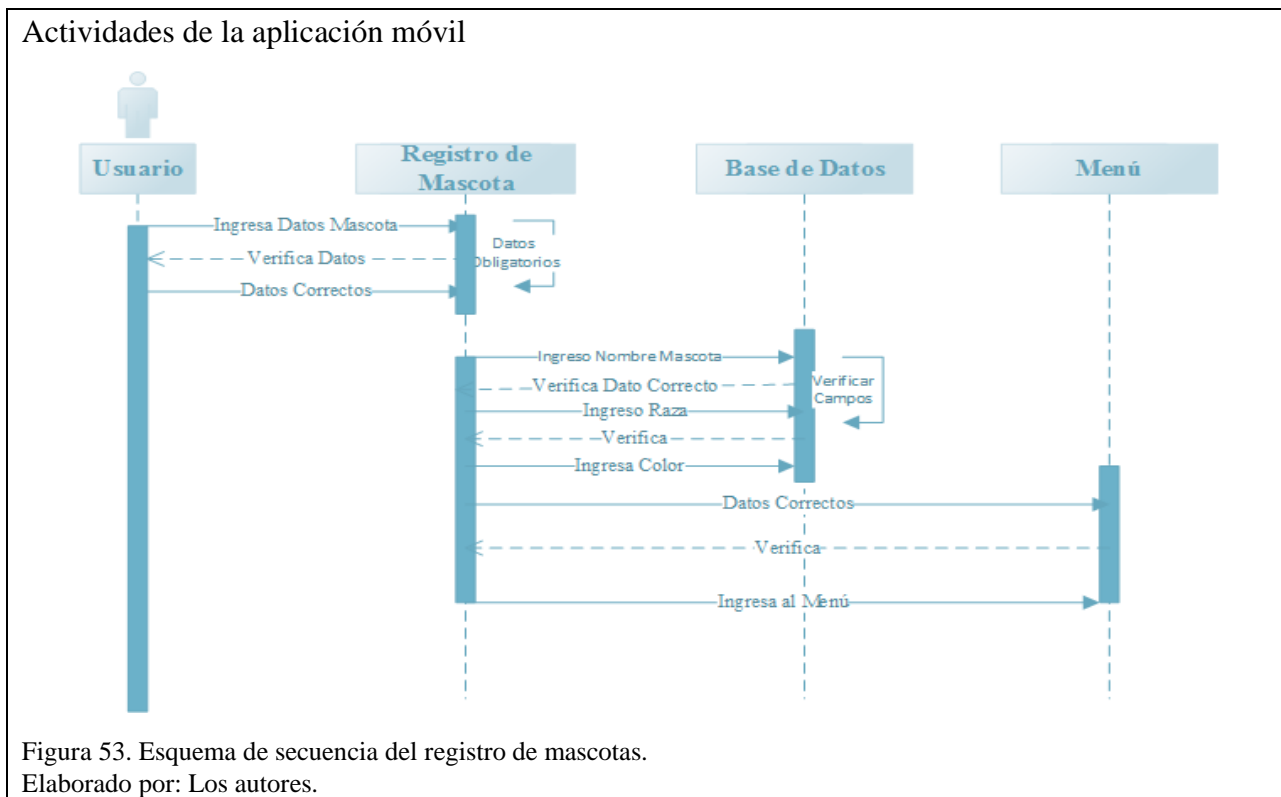 Actividades de la aplicación móvil
Usuario
Registro de
Mascota
Base de Datos
Menú
Ingresa Datos Mascota
Datos
Obligatorios
Verifica Datos
Datos Correctos
Ingreso Nombre Mascota
Verifica Dato Correcto
Verificar
Campos
Ingreso Raza
Verifica
Ingresa Color
Datos Correctos
Verifica
Ingresa al Menú
Figura 53. Esquema de secuencia del registro de mascotas.
Elaborado por: Los autores.